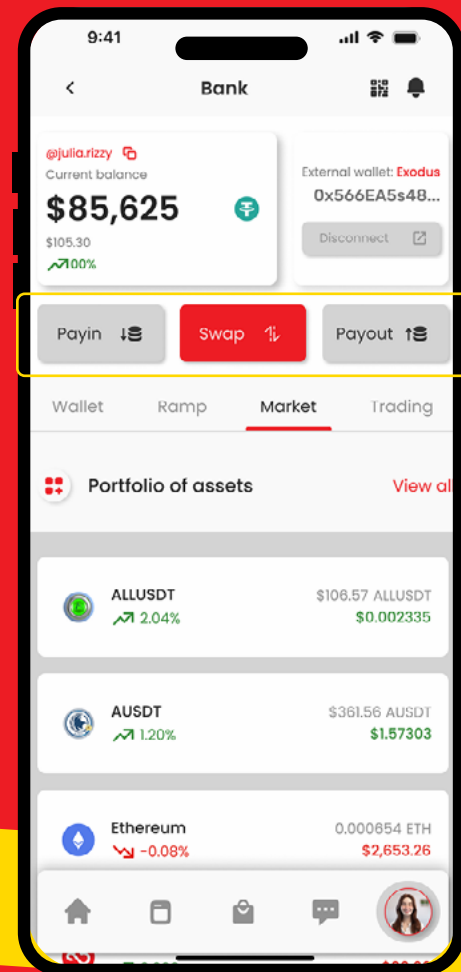 9:41
Bank
@julia.rizzy
Current balance
$85,625
$105.30
100%
External wallet: Exodus
0x566EA5s48...
Disconnect
Payin
Swap
Payout
Wallet
Ramp
Market
Trading
Portfolio of assets
View all
ALLUSDT
2.04%
$106.57 ALLUSDT
$0.002335
AUSDT
1.20%
$361.56 AUSDT
$1.57303
Ethereum
-0.08%
0.000654 ETH
$2,653.26